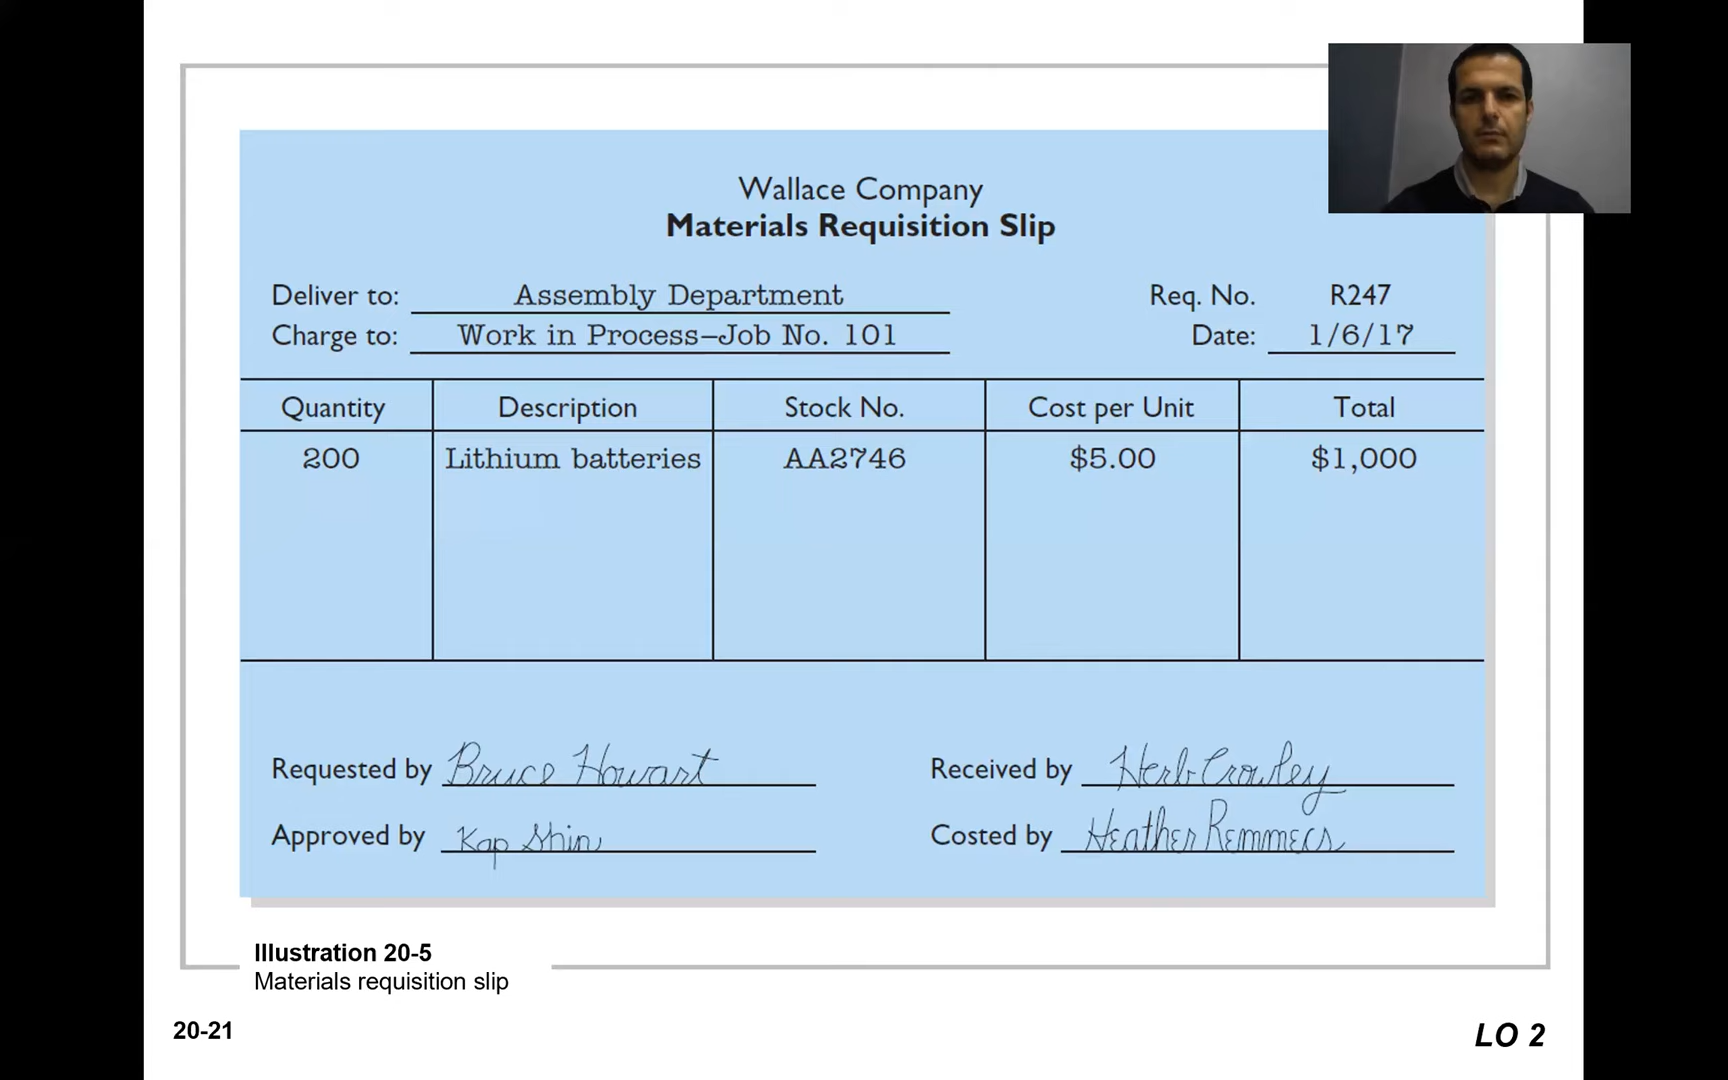 Wallace Company
Materials Requisition Slip
Deliver to: Assembly Department Req. No. R247
Charge to: Work in Process–Job No. 101 Date: 1/6/17
Quantity Description Stock No. Cost per Unit Total
200 Lithium batteries AA2746 $5.00 $1,000
Requested by Bruce Howart Received by Herb Crowley
Approved by Kap Shin Costed by Heather Remmers
Illustration 20-5
Materials requisition slip
20-21 LO 2